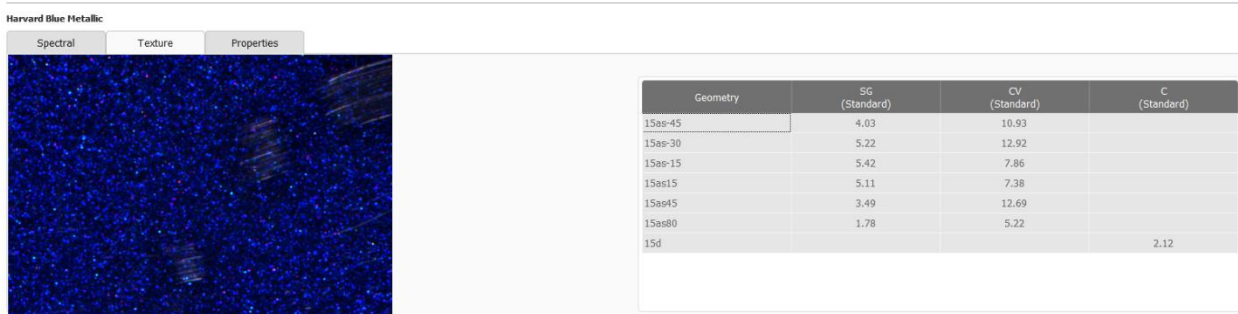 Harvard Blue Metallic
Spectral Texture Properties
Geometry SG (Standard) CV (Standard) C (Standard)
15as-45 4.03 10.93
15as-30 5.22 12.92
15as-15 5.42 7.86
15as15 5.11 7.38
15as45 3.49 12.69
15as80 1.78 5.22
15d 2.12